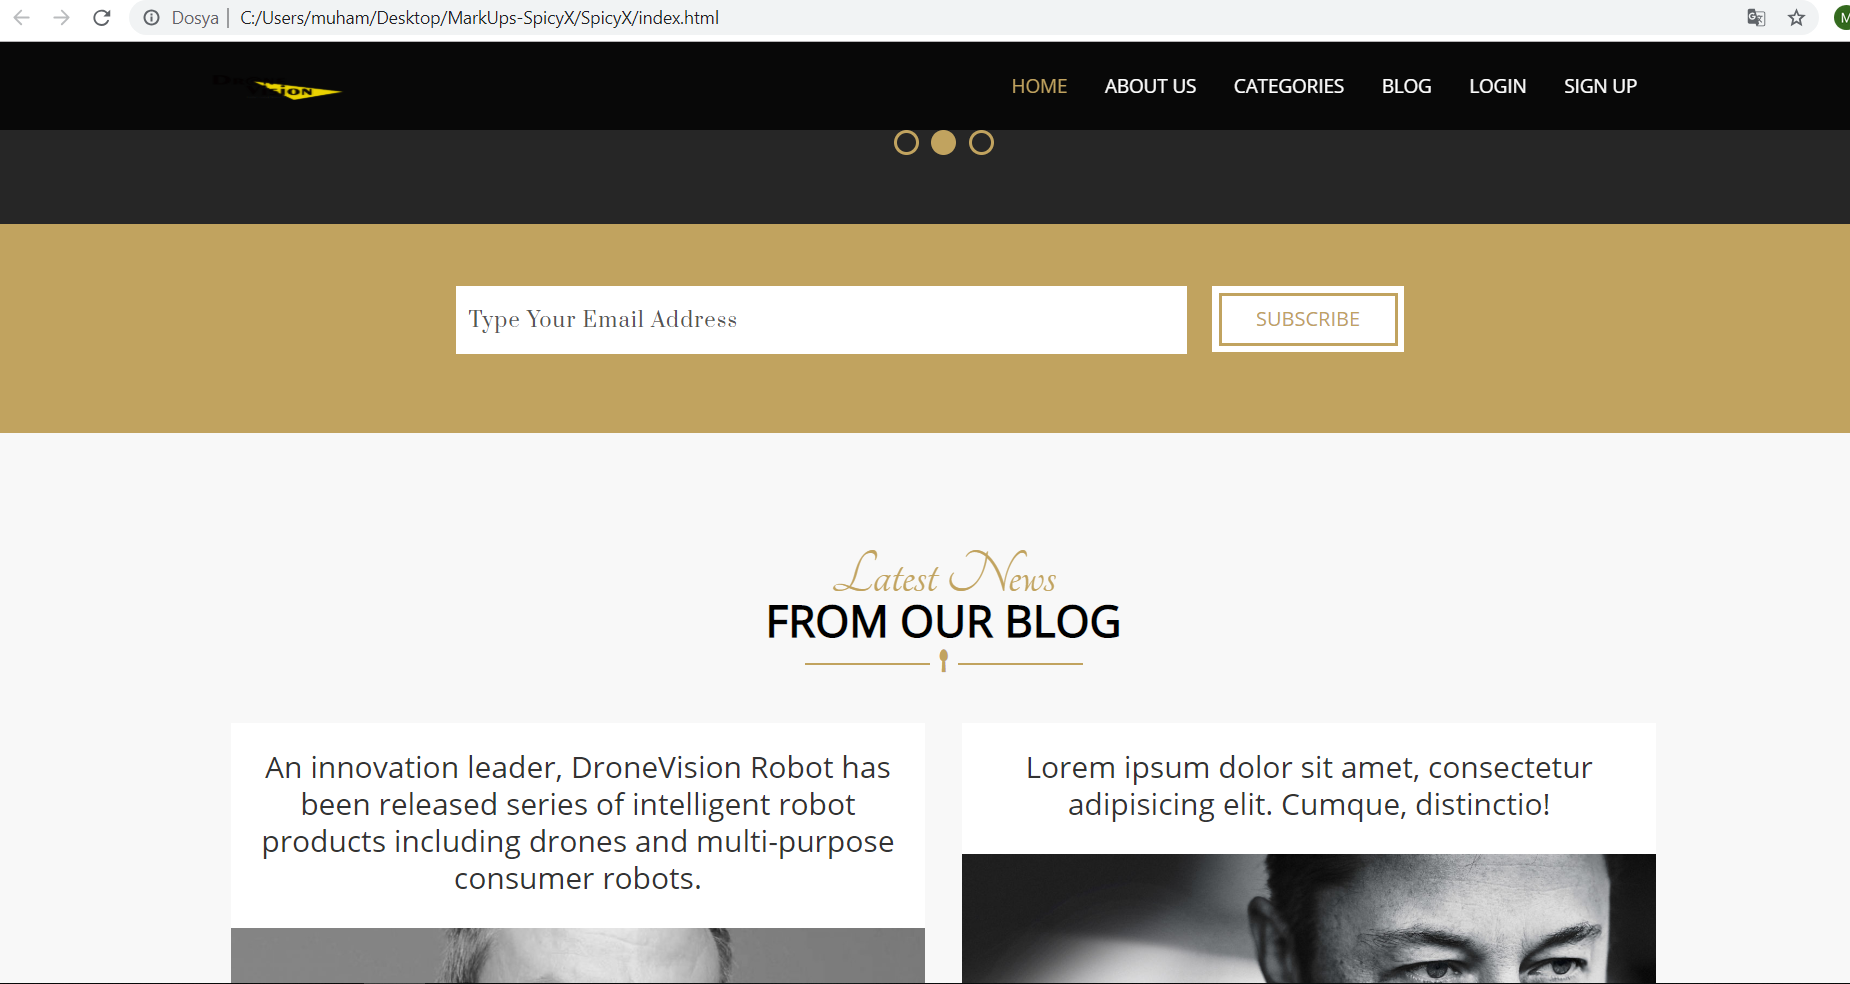 Dosya | C:/Users/muham/Desktop/MarkUps-SpicyX/SpicyX/index.html
M
VISION
HOME ABOUT US CATEGORIES BLOG LOGIN SIGN UP
Type Your Email Address
SUBSCRIBE
Latest News
FROM OUR BLOG
An innovation leader, DroneVision Robot has
been released series of intelligent robot
products including drones and multi-purpose
consumer robots.
Lorem ipsum dolor sit amet, consectetur
adipisicing elit. Cumque, distinctio!